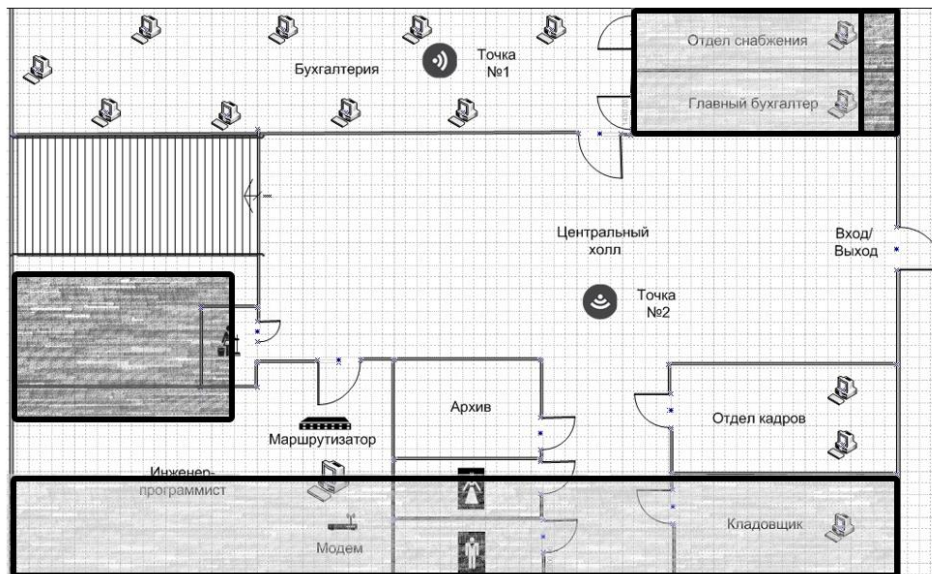 Отдел снабжения
Точка
№1
Бухгалтерия
Главный бухгалтер
Центральный
холл
Вход/
Выход
Точка
№2
Архив
Отдел кадров
Маршрутизатор
Инженер-
программист
Кладовщик
Модем